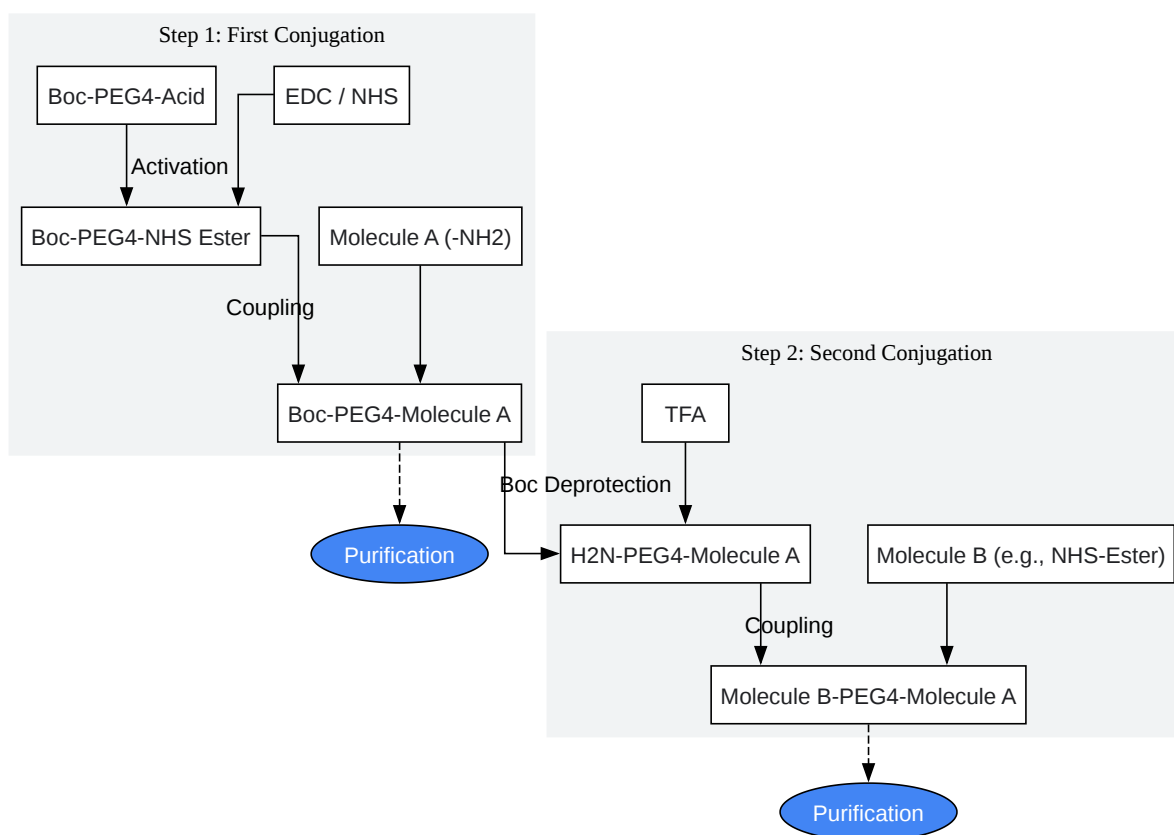 Step 1: First Conjugation
Boc-PEG4-Acid
EDC / NHS
Activation
Boc-PEG4-NHS Ester
Molecule A (-NH2)
Coupling
Boc-PEG4-Molecule A
Purification
Step 2: Second Conjugation
TFA
Boc Deprotection
H2N-PEG4-Molecule A
Molecule B (e.g., NHS-Ester)
Coupling
Molecule B-PEG4-Molecule A
Purification